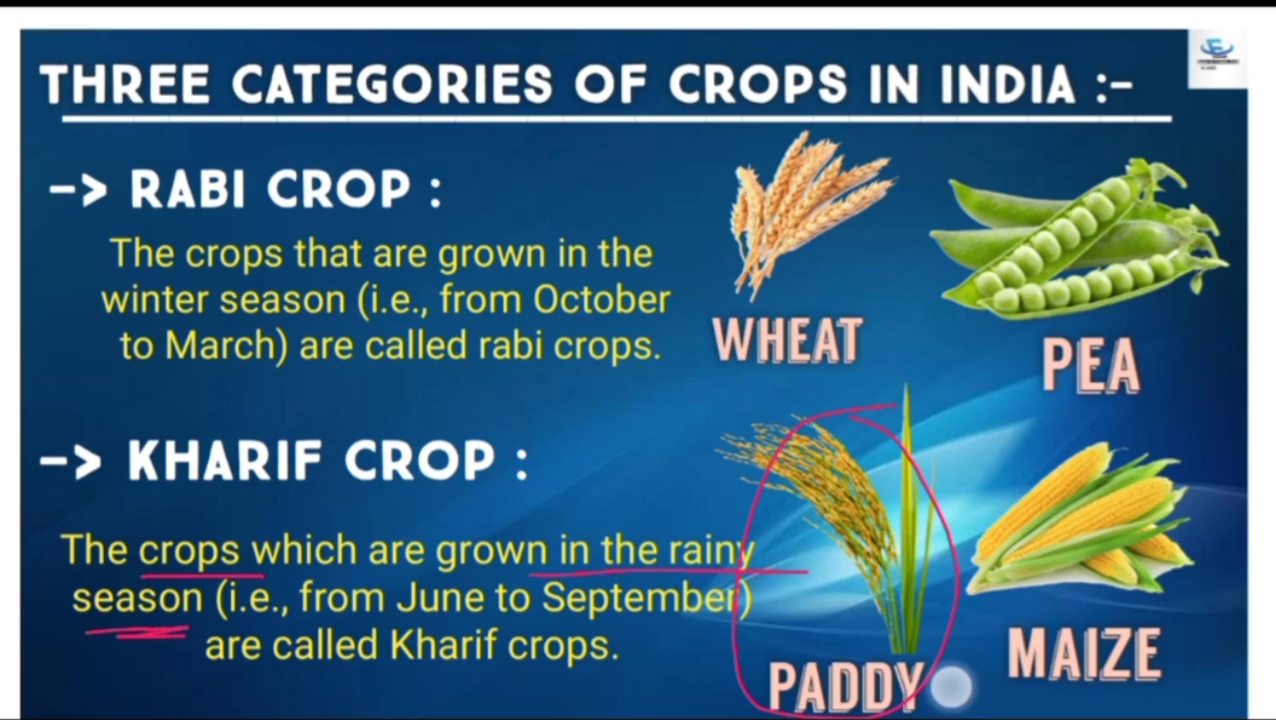 THREE CATEGORIES OF CROPS IN INDIA :-
-> RABI CROP :
The crops that are grown in the
winter season (i.e., from October
to March) are called rabi crops.
WHEAT
PEA
-> KHARIF CROP :
The crops which are grown in the rainy
season (i.e., from June to September)
are called Kharif crops.
PADDY
MAIZE